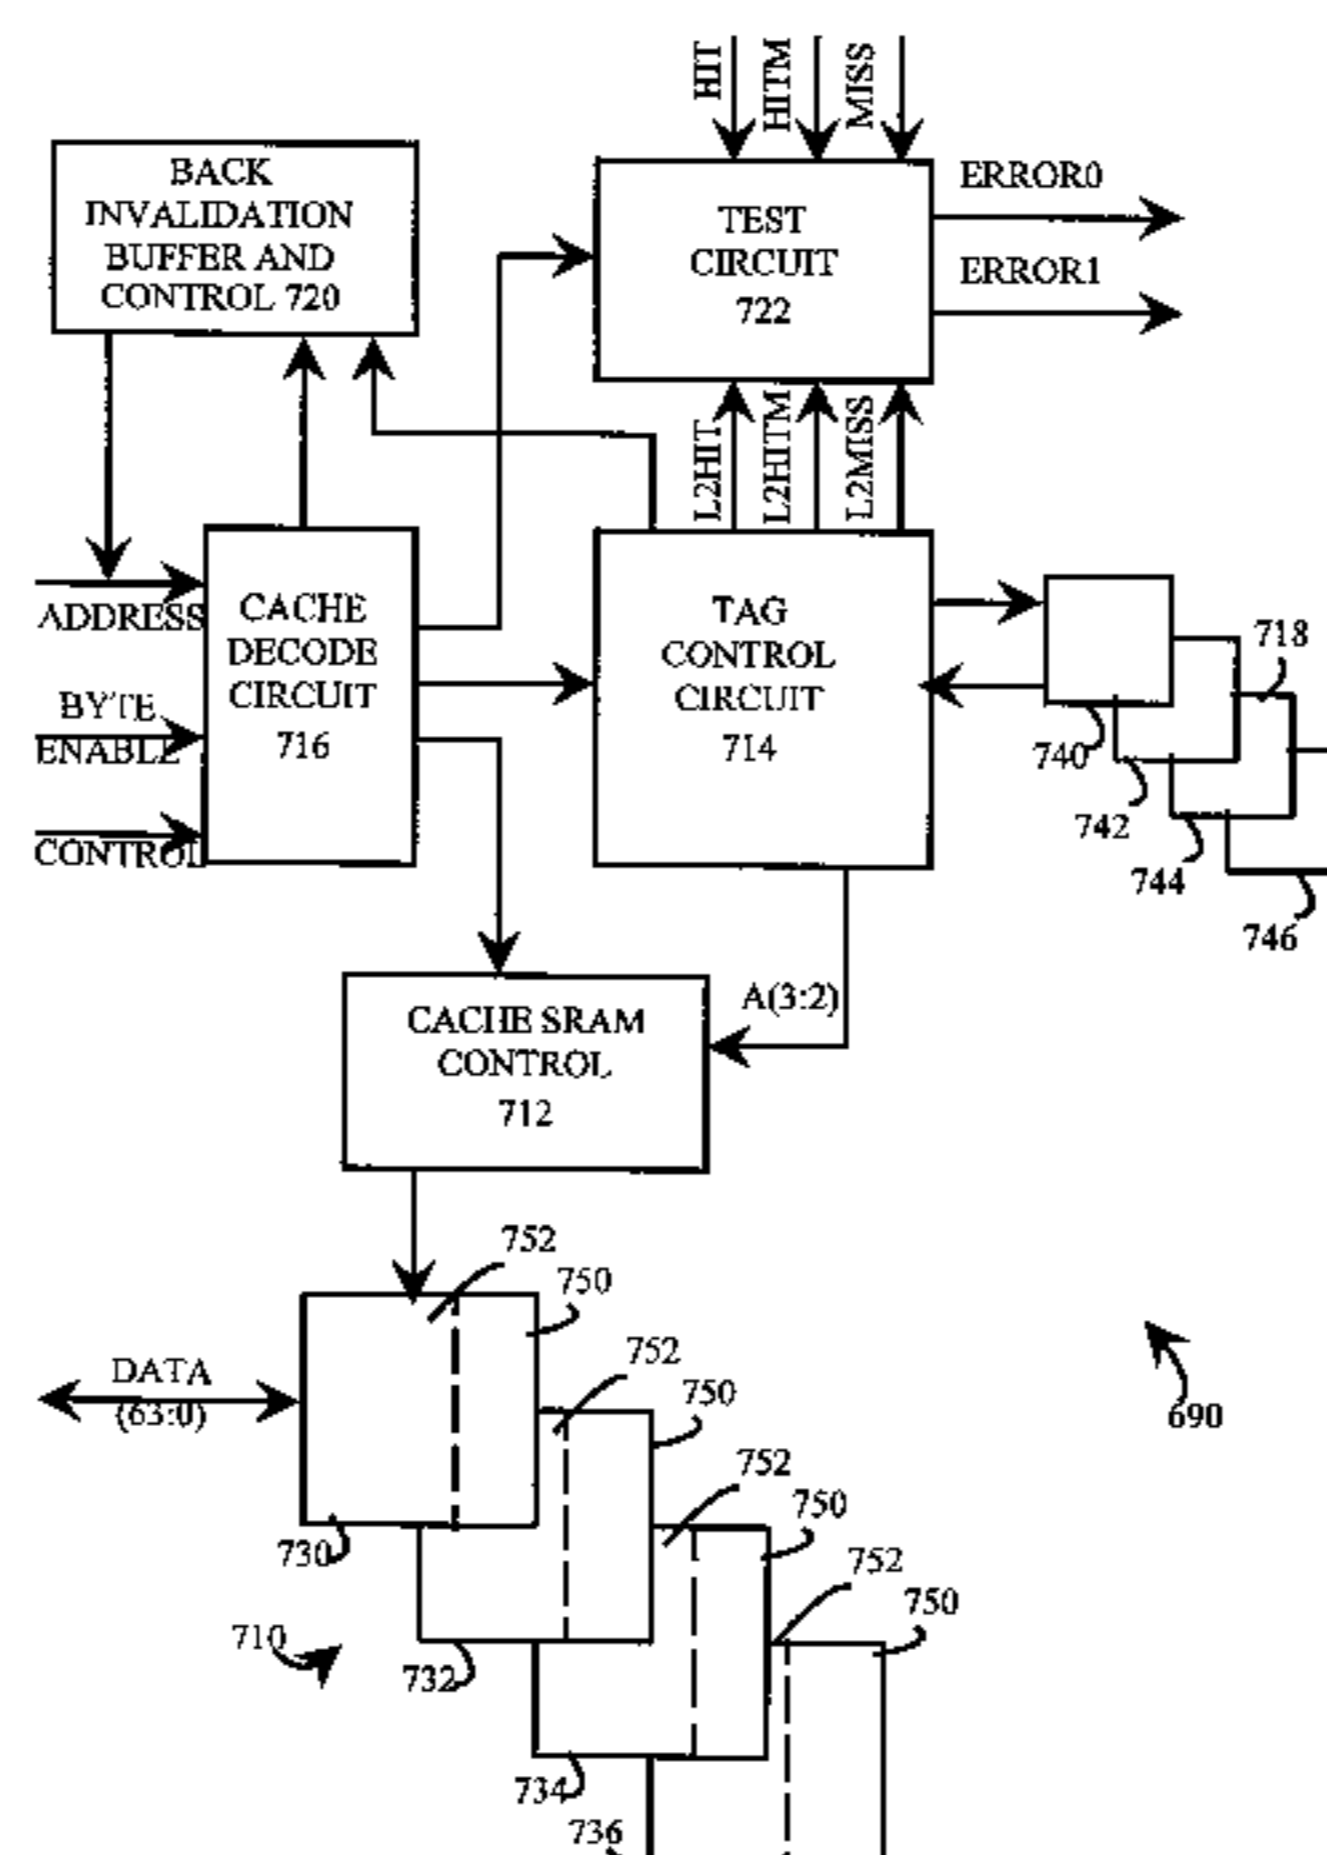 HIT
HITM
MISS
BACK
INVALIDATION
BUFFER AND
CONTROL 720
TEST
CIRCUIT
722
ERROR0
ERROR1
L2HIT
L2HITM
L2MISS
ADDRESS
BYTE
ENABLE
CONTROL
CACHE
DECODE
CIRCUIT
716
TAG
CONTROL
CIRCUIT
714
718
740
742
744
746
CACHE SRAM
CONTROL
712
A(3:2)
752
750
DATA
(63:0)
752
750
690
752
750
730
752
750
710
732
734
736